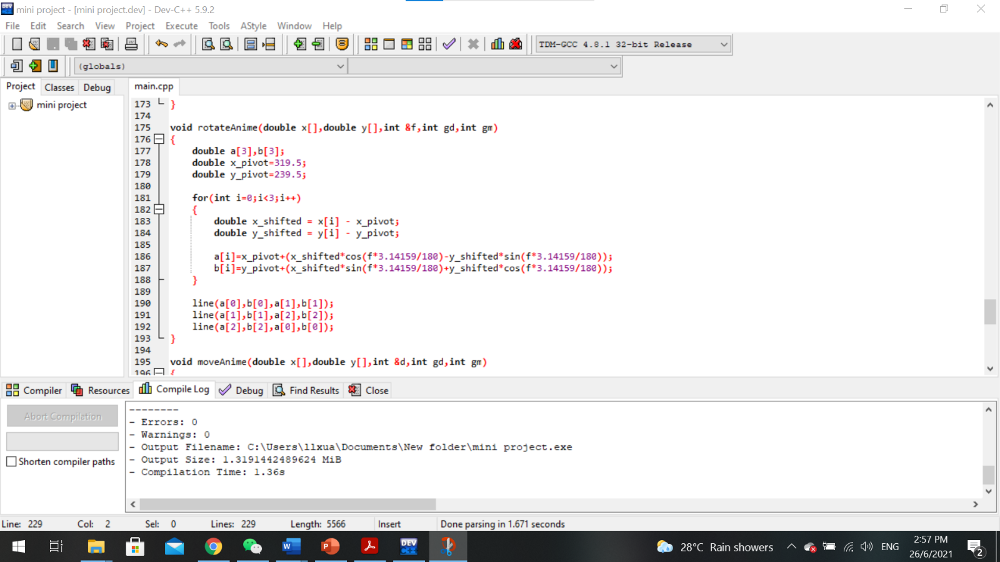 mini project - [mini project.dev] - Dev-C++ 5.9.2
File Edit Search View Project Execute Tools AStyle Window Help
TDM-GCC 4.8.1 32-bit Release
(globals)
Project Classes Debug main.cpp
mini project
173 }
174
175 void rotateAnime(double x[],double y[],int &f,int gd,int gm)
176 {
177 double a[3],b[3];
178 double x_pivot=319.5;
179 double y_pivot=239.5;
180
181 for(int i=0;i<3;i++)
182 {
183 double x_shifted = x[i] - x_pivot;
184 double y_shifted = y[i] - y_pivot;
185
186 a[i]=x_pivot+(x_shifted*cos(f*3.14159/180)-y_shifted*sin(f*3.14159/180));
187 b[i]=y_pivot+(x_shifted*sin(f*3.14159/180)+y_shifted*cos(f*3.14159/180));
188 }
189
190 line(a[0],b[0],a[1],b[1]);
191 line(a[1],b[1],a[2],b[2]);
192 line(a[2],b[2],a[0],b[0]);
193 }
194
195 void moveAnime(double x[],double y[],int &d,int gd,int gm)
196 {
Compiler Resources Compile Log Debug Find Results Close
Abort Compilation
Shorten compiler paths
--------
- Errors: 0
- Warnings: 0
- Output Filename: C:\Users\llxua\Documents\New folder\mini project.exe
- Output Size: 1.3191442489624 MiB
- Compilation Time: 1.36s
Line: 229 Col: 2 Sel: 0 Lines: 229 Length: 5566 Insert Done parsing in 1.671 seconds
28°C Rain showers ENG 2:57 PM
26/6/2021
2